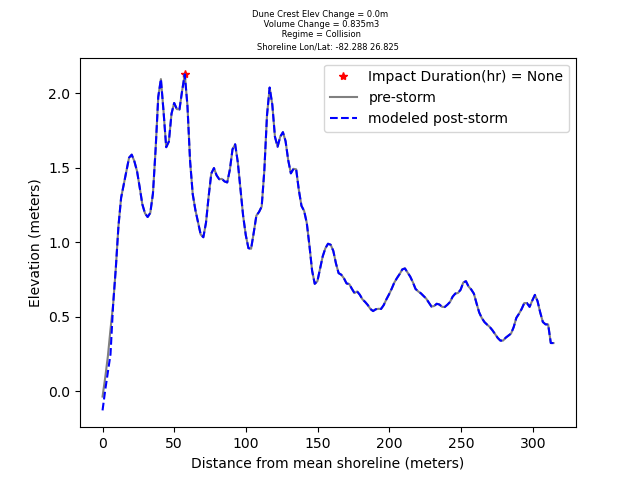 Dune Crest Elev Change = 0.0m
Volume Change = 0.835m3
Regime = Collision
Shoreline Lon/Lat: -82.288 26.825
Impact Duration(hr) = None
pre-storm
modeled post-storm
Elevation (meters)
2.0
1.5
1.0
0.5
0.0
0 50 100 150 200 250 300
Distance from mean shoreline (meters)